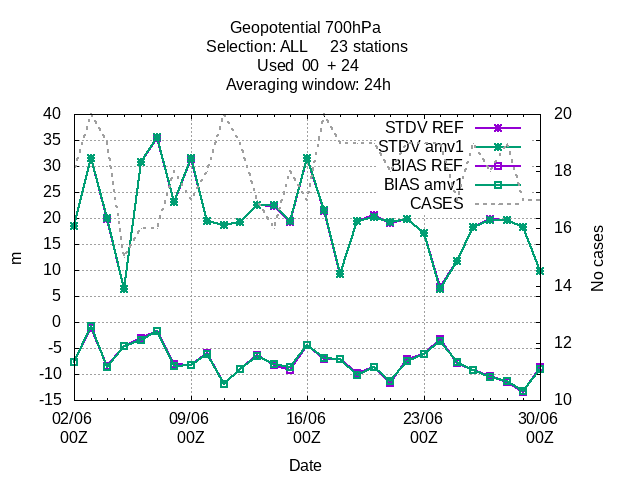 Geopotential 700hPa
Selection: ALL     23 stations
Used  00  + 24
Averaging window: 24h
STDV REF
STDV amv1
BIAS REF
BIAS amv1
CASES
40
35
30
25
20
15
10
5
0
-5
-10
-15
20
18
16
14
12
10
m
No cases
02/06 09/06 16/06 23/06 30/06
00Z 00Z 00Z 00Z 00Z
Date